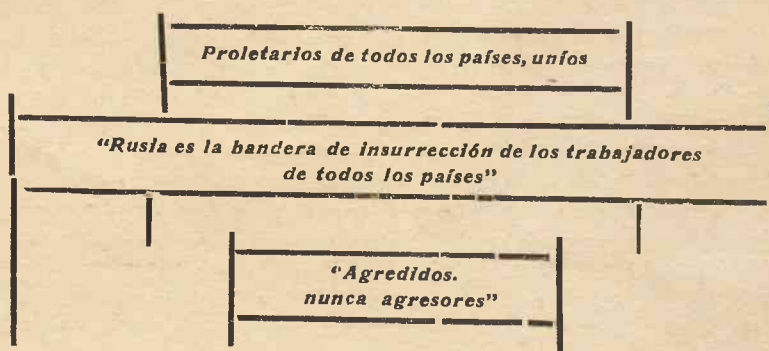 Proletarios de todos los países, uníos
“Rusia es la bandera de insurrección de los trabajadores
de todos los países”
“Agredidos.
nunca agresores”